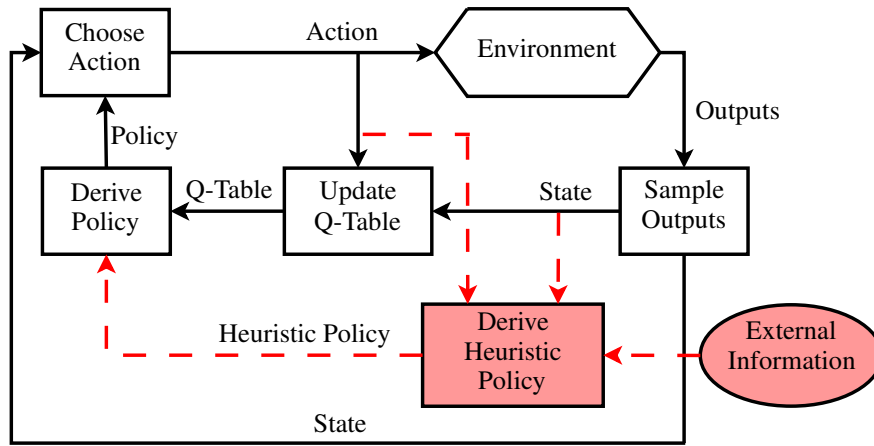 Choose
Action
Action
Environment
Outputs
Policy
Derive
Policy
Q-Table
Update
Q-Table
State
Sample
Outputs
Heuristic Policy
Derive
Heuristic
Policy
External
Information
State